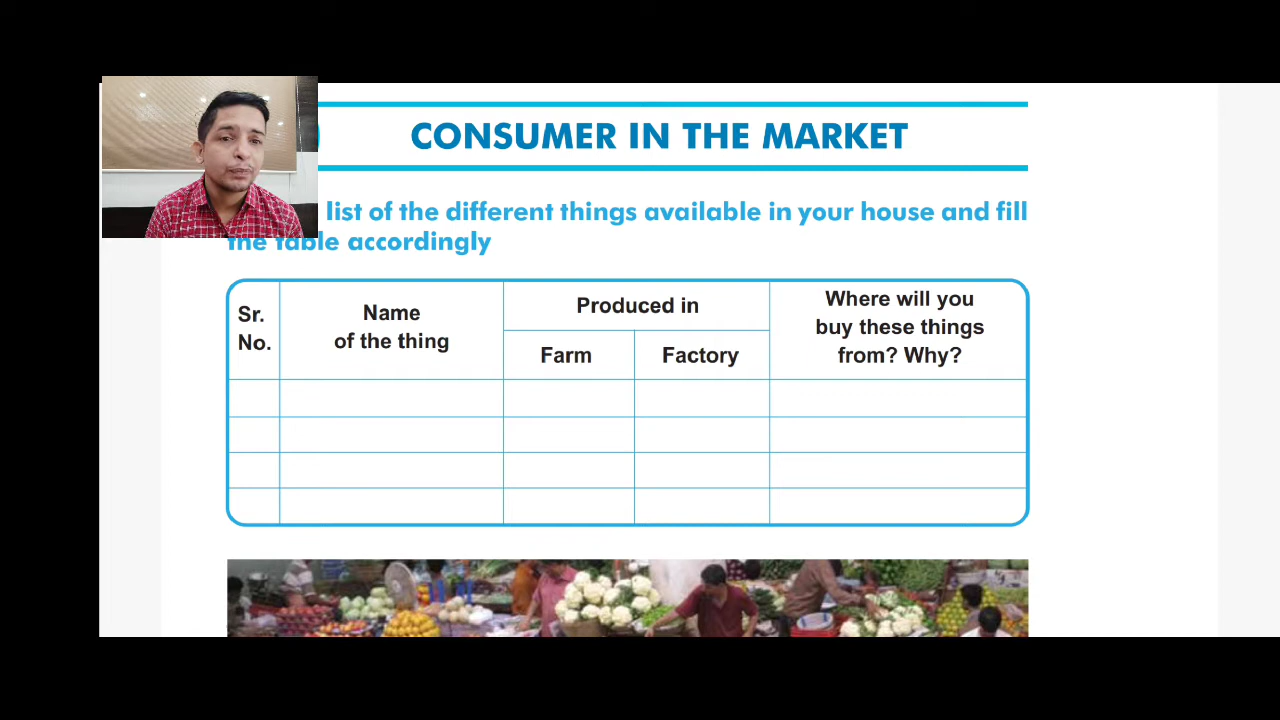 CONSUMER IN THE MARKET
list of the different things available in your house and fill
the table accordingly
Sr.
No.
Name
of the thing
Produced in
Farm
Factory
Where will you
buy these things
from? Why?